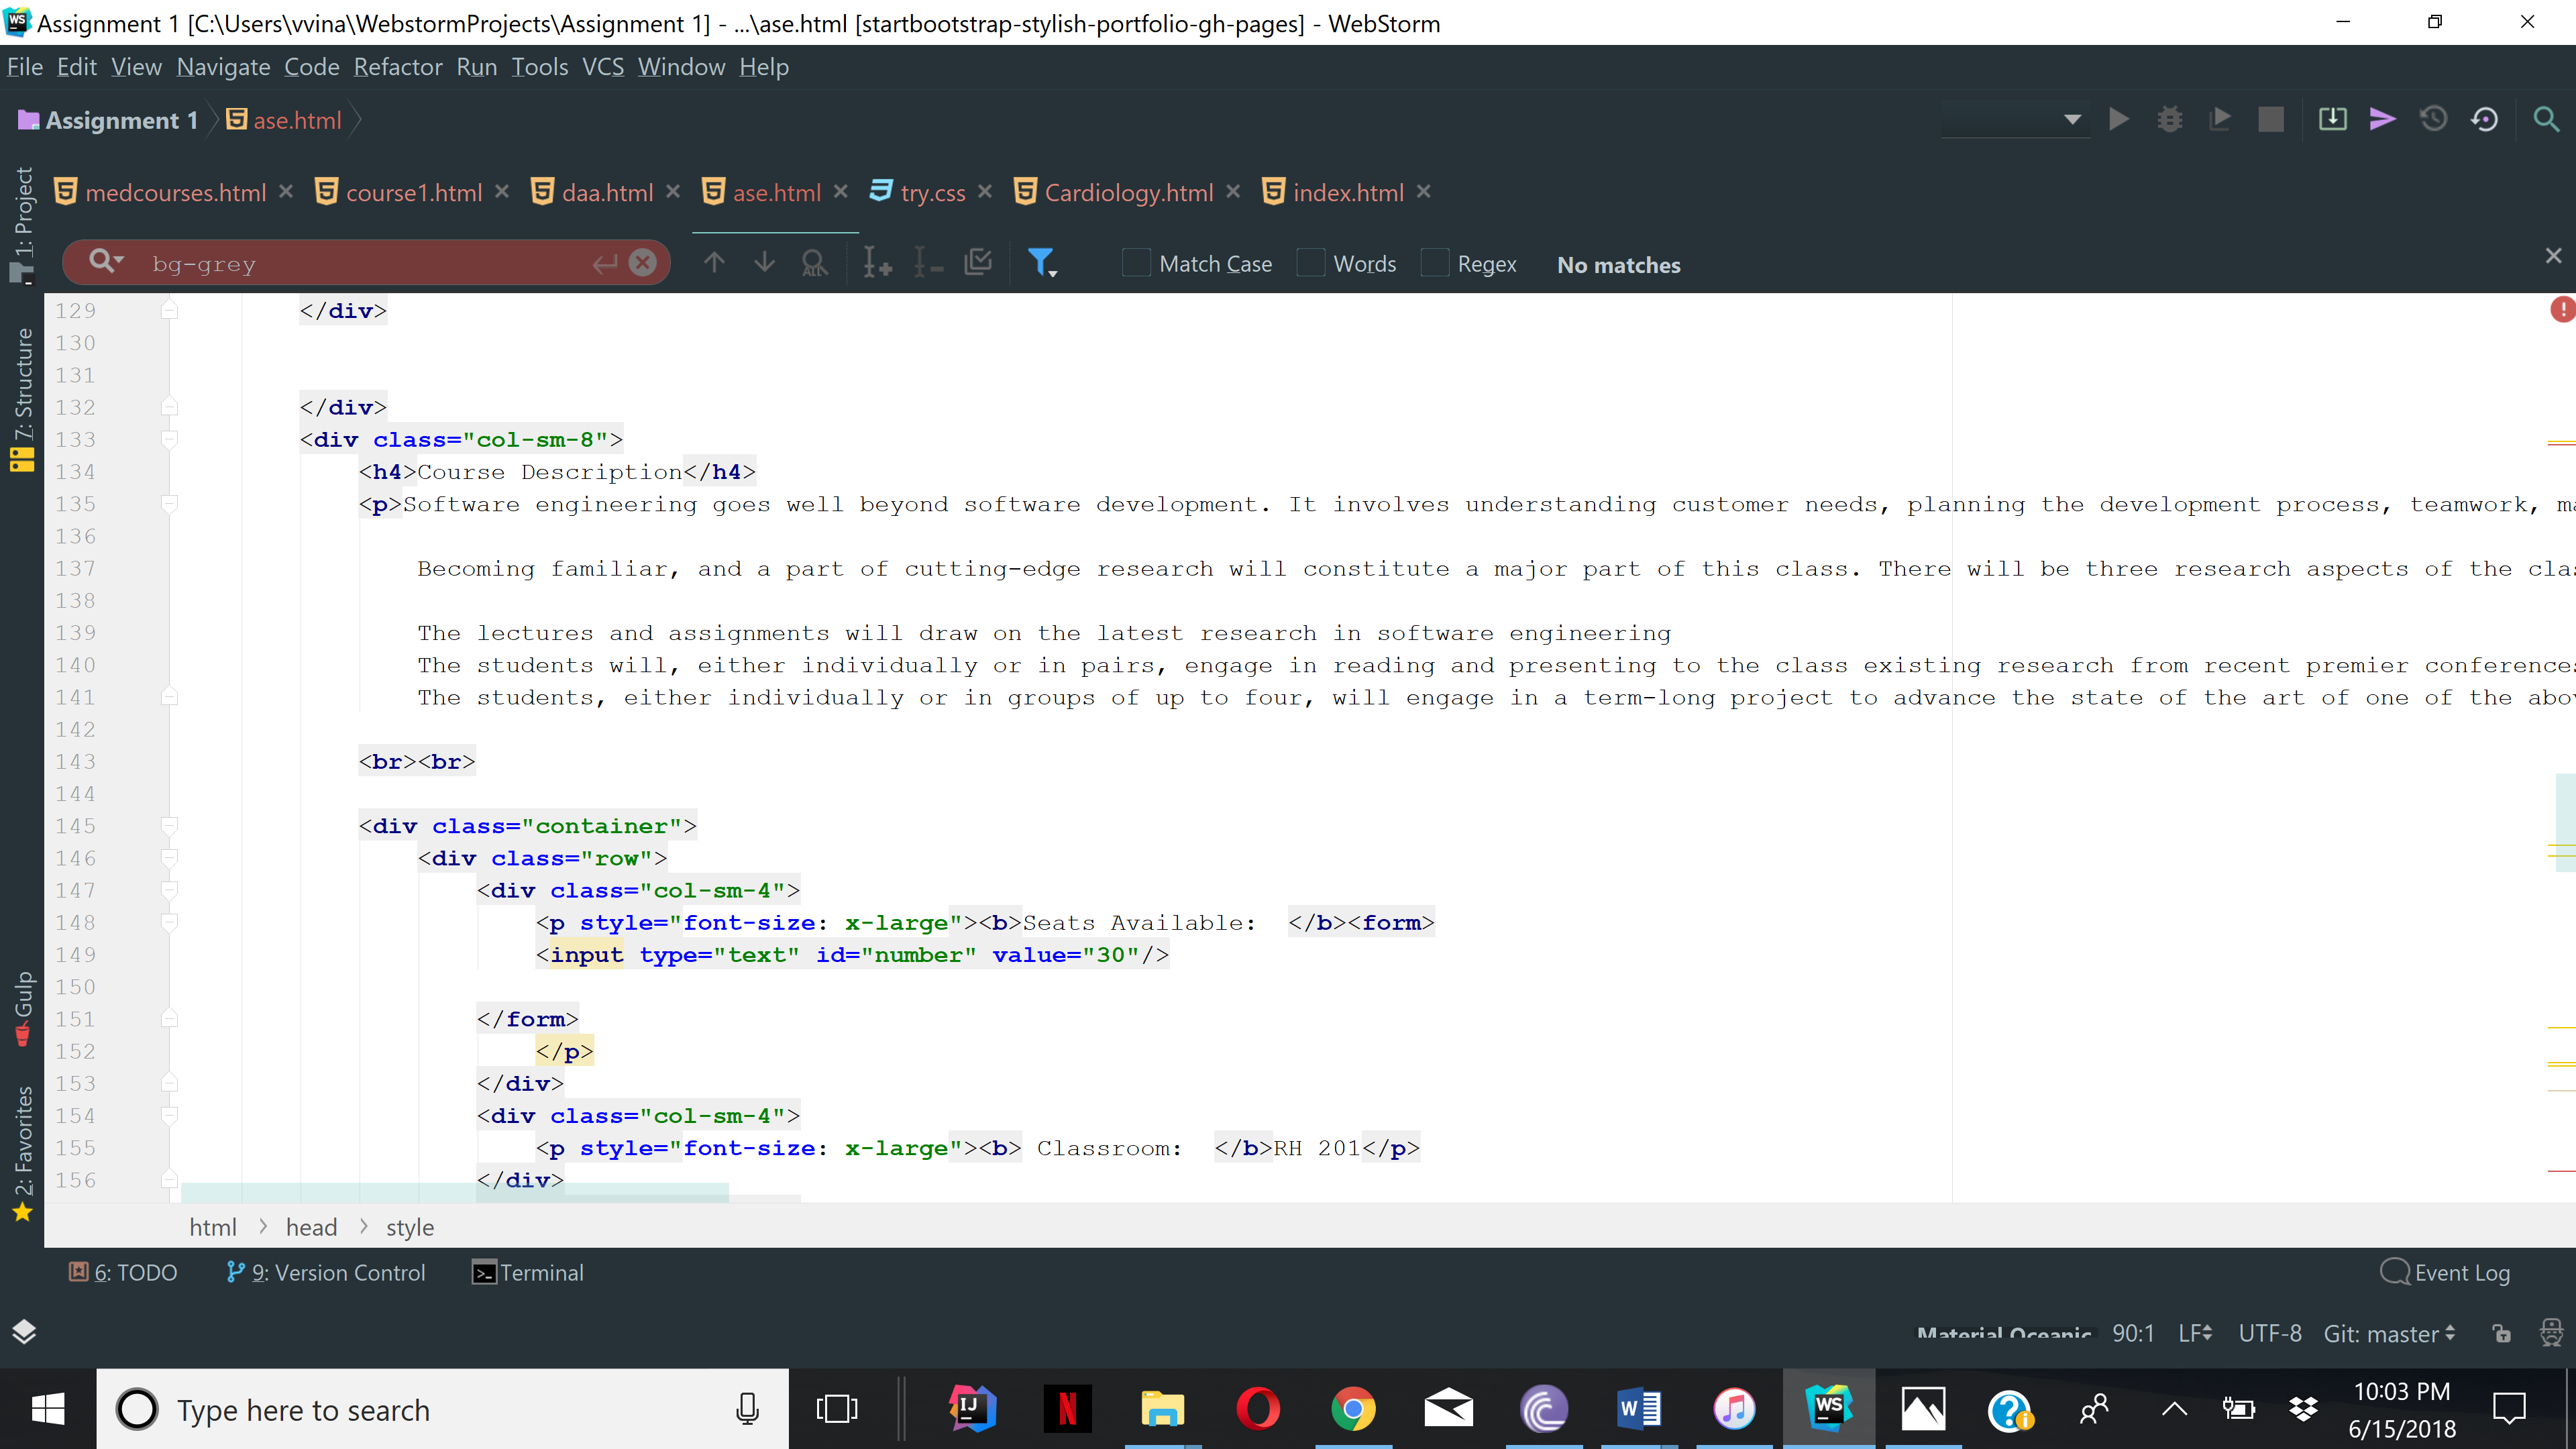 Assignment 1 [C:\Users\vvina\WebstormProjects\Assignment 1] - ...\ase.html [startbootstrap-stylish-portfolio-gh-pages] - WebStorm
File Edit View Navigate Code Refactor Run Tools VCS Window Help
Assignment 1 ase.html
medcourses.html course1.html daa.html ase.html try.css Cardiology.html index.html
bg-grey Match Case Words Regex No matches
1: Project
7: Structure
Gulp
2: Favorites
129 </div>
130
131
132 </div>
133 <div class="col-sm-8">
134 <h4>Course Description</h4>
135 <p>Software engineering goes well beyond software development. It involves understanding customer needs, planning the development process, teamwork,
136
137 Becoming familiar, and a part of cutting-edge research will constitute a major part of this class. There will be three research aspects of the
138
139 The lectures and assignments will draw on the latest research in software engineering
140 The students will, either individually or in pairs, engage in reading and presenting to the class existing research from recent premier conferences
141 The students, either individually or in groups of up to four, will engage in a term-long project to advance the state of the art of one of the
142
143 <br><br>
144
145 <div class="container">
146 <div class="row">
147 <div class="col-sm-4">
148 <p style="font-size: x-large"><b>Seats Available: </b><form>
149 <input type="text" id="number" value="30"/>
150
151 </form>
152 </p>
153 </div>
154 <div class="col-sm-4">
155 <p style="font-size: x-large"><b> Classroom: </b>RH 201</p>
156 </div>
html head style
6: TODO 9: Version Control Terminal Event Log
Material Oceanic 90:1 LF UTF-8 Git: master
Type here to search
10:03 PM
6/15/2018